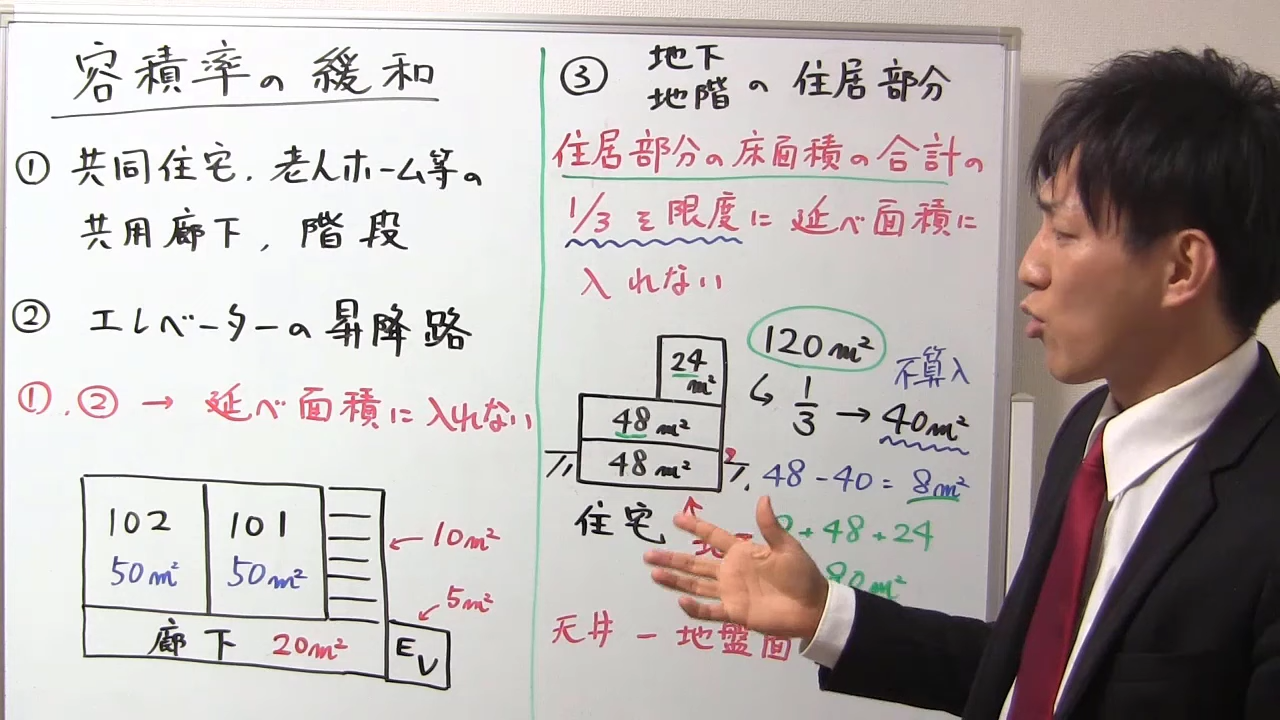 容積率の緩和
① 共同住宅、老人ホーム等の
共用廊下、階段
② エレベーターの昇降路
①、② → 延べ面積に入れない
102
101
50m²
50m²
10m²
5m²
廊下 20m²
EV
③ 地下
地階の住居部分
住居部分の床面積の合計の
1/3を限度に延べ面積に
入れない
24
m²
48m²
48m²
住宅
120m²
1/3 → 40m²
不算入
48-40=8m²
+48+24
80m²
天井－地盤面